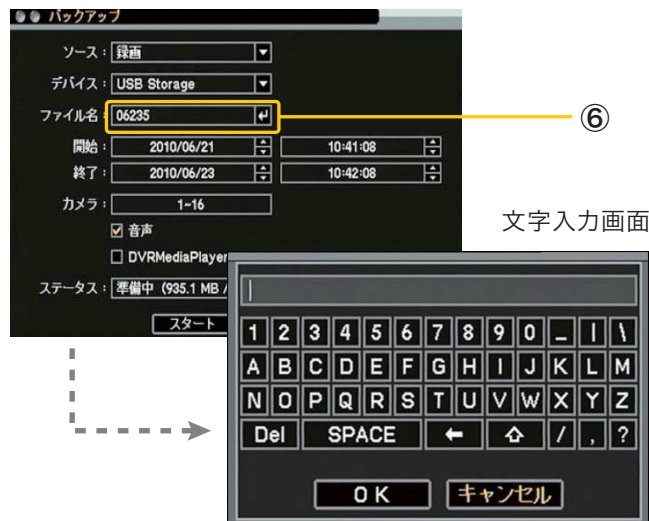 バックアップ
ソース：録画
デバイス：USB Storage
ファイル名：06235
⑥
開始：2010/06/21 10:41:08
終了：2010/06/23 10:42:08
カメラ：1~16
音声
文字入力画面
DVRMediaPlayer
ステータス：準備中 (935.1 MB /
スタート
1 2 3 4 5 6 7 8 9 0 _ | \
A B C D E F G H I J K L M
N O P Q R S T U V W X Y Z
Del SPACE ← ⇧ / , ?
OK キャンセル